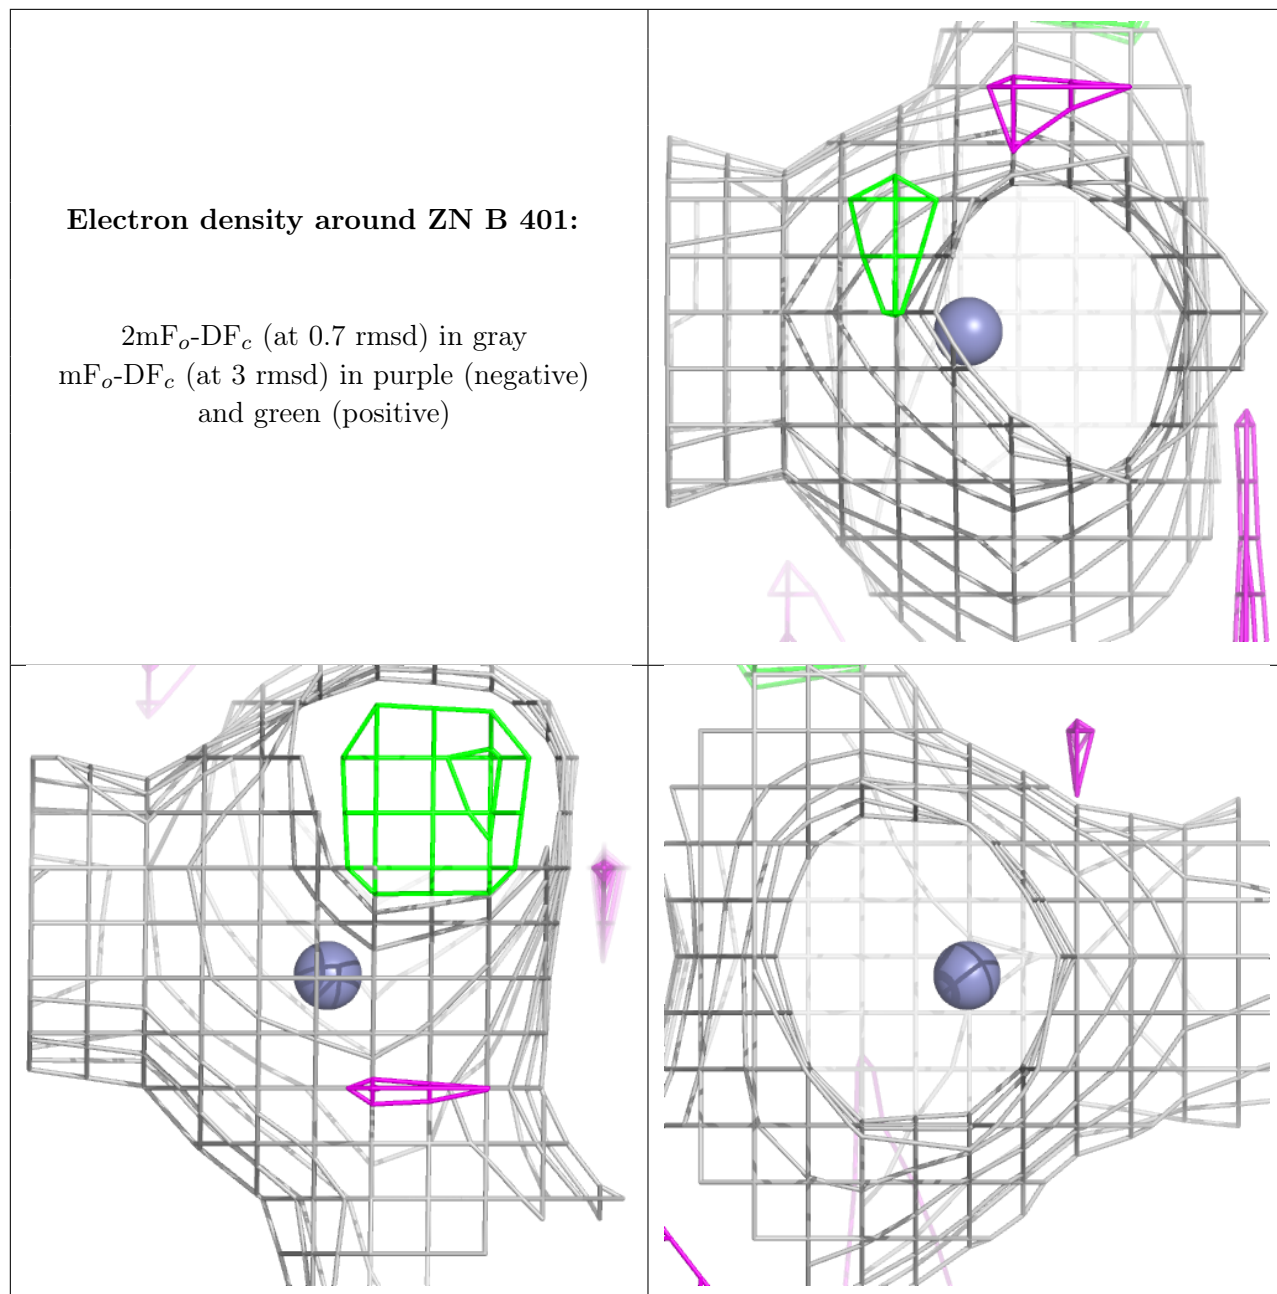 Electron density around ZN B 401:
2mFo-DFc (at 0.7 rmsd) in gray
mFo-DFc (at 3 rmsd) in purple (negative)
and green (positive)